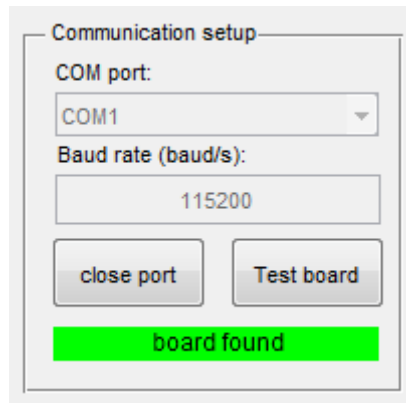 Communication setup
COM port:
COM1
Baud rate (baud/s):
115200
close port Test board
board found